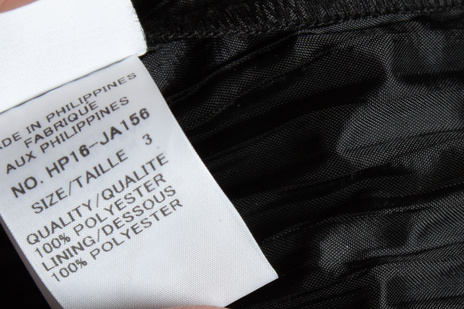 MADE IN PHILIPPINES
FABRIQUE
AUX PHILIPPINES
NO. HP16-JA156
SIZE/TAILLE 3
QUALITY/QUALITE
100% POLYESTER
LINING/DESSOUS
100% POLYESTER